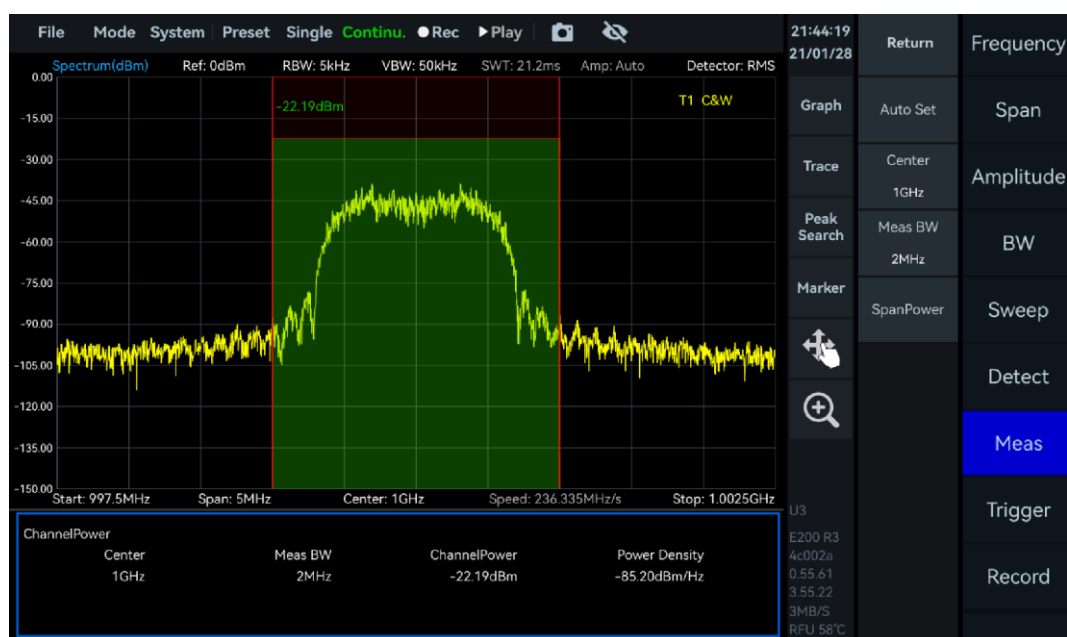 File Mode System Preset Single Continu. Rec Play
Spectrum(dBm) Ref: 0dBm RBW: 5kHz VBW: 50kHz SWT: 21.2ms Amp: Auto Detector: RMS
0.00
-22.19dBm T1 C&W
-15.00
-30.00
-45.00
-60.00
-75.00
-90.00
-105.00
-120.00
-135.00
-150.00
Start: 997.5MHz Span: 5MHz Center: 1GHz Speed: 236.335MHz/s Stop: 1.0025GHz
ChannelPower
Center Meas BW ChannelPower Power Density
1GHz 2MHz -22.19dBm -85.20dBm/Hz
21:44:19
21/01/28
Graph
Trace
Peak
Search
Marker
U3
E200 R3
4c002a
0.55.61
3.55.22
3MB/S
RFU 58°C
Return
Auto Set
Center
1GHz
Meas BW
2MHz
SpanPower
Frequency
Span
Amplitude
BW
Sweep
Detect
Meas
Trigger
Record